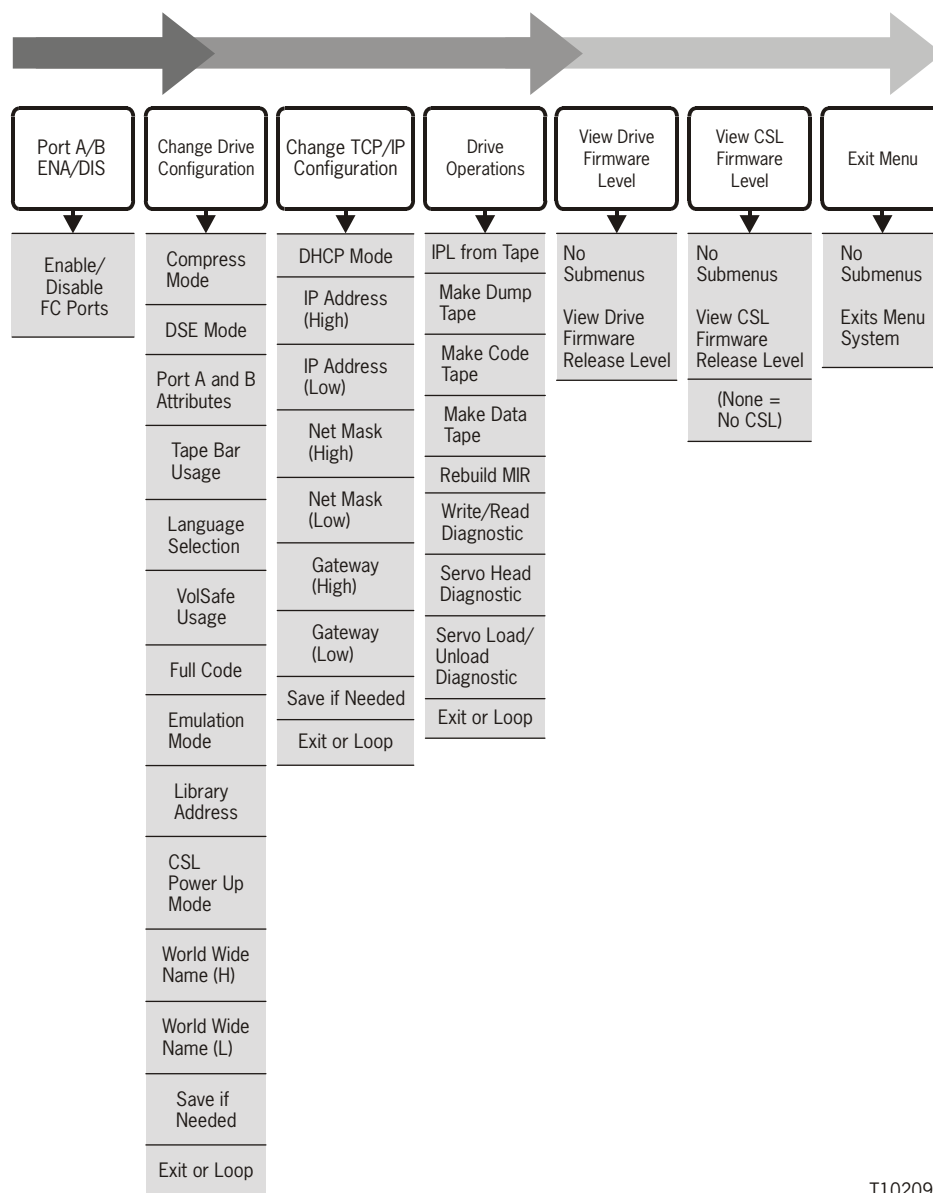 Port A/B
ENA/DIS
Change Drive
Configuration
Change TCP/IP
Configuration
Drive
Operations
View Drive
Firmware
Level
View CSL
Firmware
Level
Exit Menu
Enable/
Disable
FC Ports
Compress
Mode
DSE Mode
Port A and B
Attributes
Tape Bar
Usage
Language
Selection
VolSafe
Usage
Full Code
Emulation
Mode
Library
Address
CSL
Power Up
Mode
World Wide
Name (H)
World Wide
Name (L)
Save if
Needed
Exit or Loop
DHCP Mode
IP Address
(High)
IP Address
(Low)
Net Mask
(High)
Net Mask
(Low)
Gateway
(High)
Gateway
(Low)
Save if Needed
Exit or Loop
IPL from Tape
Make Dump
Tape
Make Code
Tape
Make Data
Tape
Rebuild MIR
Write/Read
Diagnostic
Servo Head
Diagnostic
Servo Load/
Unload
Diagnostic
Exit or Loop
No
Submenus
View Drive
Firmware
Release Level
No
Submenus
View CSL
Firmware
Release Level
(None =
No CSL)
No
Submenus
Exits Menu
System
T10209